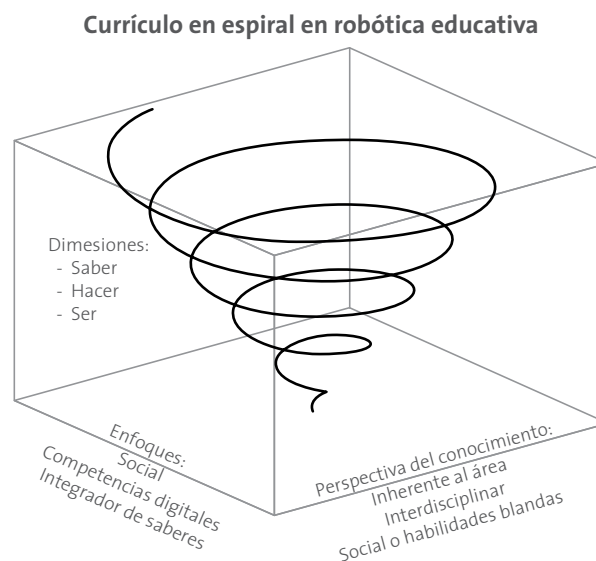 Currículo en espiral en robótica educativa
Dimesiones:
- Saber
- Hacer
- Ser
Enfoques:
Social
Competencias digitales
Integrador de saberes
Perspectiva del conocimiento:
Inherente al área
Interdisciplinar
Social o habilidades blandas